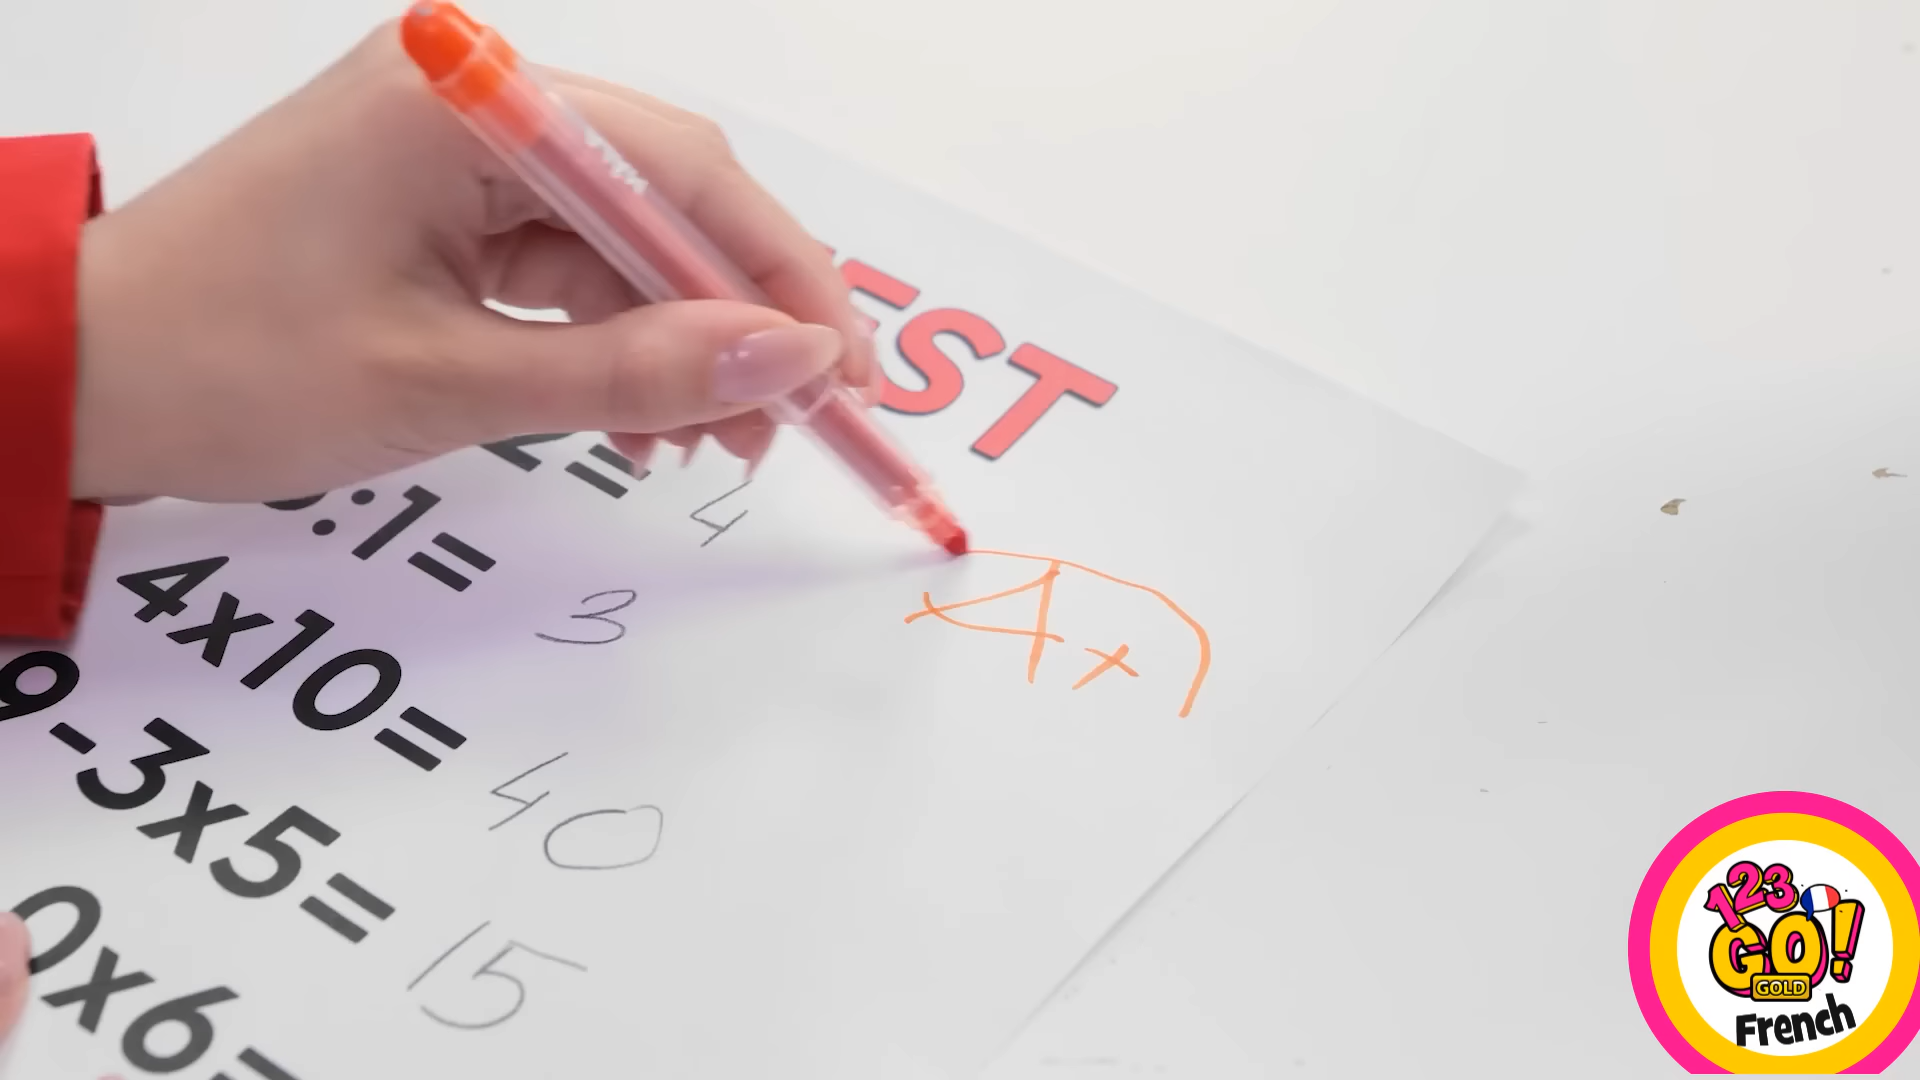 EST
2= 4
:1= 3
4x10= 40
9-3x5= 15
0x6=
A+
123
GO!
GOLD
French